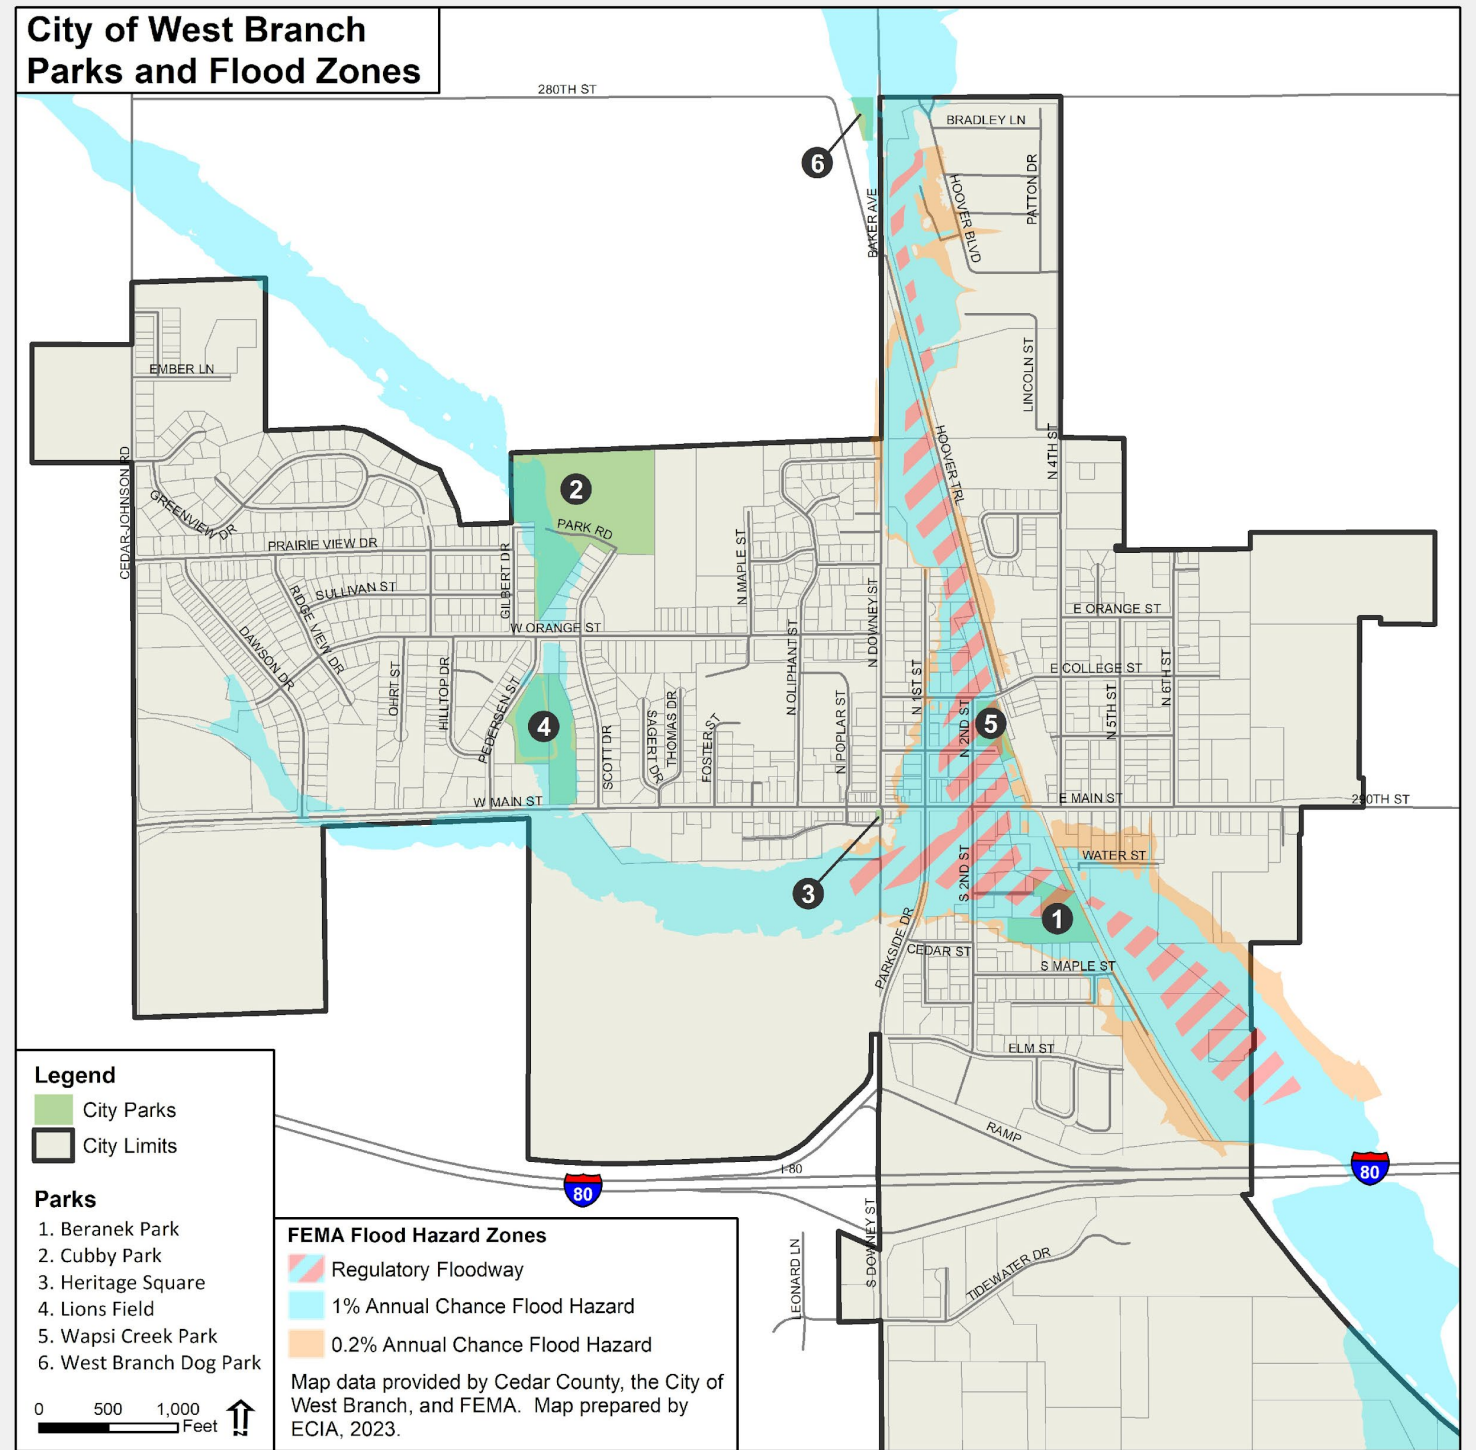 City of West Branch
Parks and Flood Zones
280TH ST
BRADLEY LN
6
PATTON DR
HOOVER BLVD
BAKER AVE
EMBER LN
LINCOLN ST
HOOVER TRL
N 4TH ST
CEDAR-JOHNSON RD
GREENVIEW DR
2
PARK RD
PRAIRIE VIEW DR
GILBERT DR
N MAPLE ST
SULLIVAN ST
RIDGE VIEW DR
DAWSON DR
W ORANGE ST
N OLIPHANT ST
N DOWNEY ST
E ORANGE ST
E COLLEGE ST
N 6TH ST
N 5TH ST
OHRT ST
HILLTOP DR
PEDERSEN ST
4
SCOTT DR
SAGERT DR
THOMAS DR
FOSTER ST
N POPLAR ST
N 1ST ST
N 2ND ST
5
W MAIN ST
E MAIN ST
290TH ST
WATER ST
3
S 2ND ST
1
PARKSIDE DR
CEDAR ST
S MAPLE ST
ELM ST
RAMP
I-80
80
80
S DOWNEY ST
LEONARD LN
TIDEWATER DR
Legend
City Parks
City Limits
Parks
1. Beranek Park
2. Cubby Park
3. Heritage Square
4. Lions Field
5. Wapsi Creek Park
6. West Branch Dog Park
0 500 1,000
Feet
FEMA Flood Hazard Zones
Regulatory Floodway
1% Annual Chance Flood Hazard
0.2% Annual Chance Flood Hazard
Map data provided by Cedar County, the City of
West Branch, and FEMA. Map prepared by
ECIA, 2023.